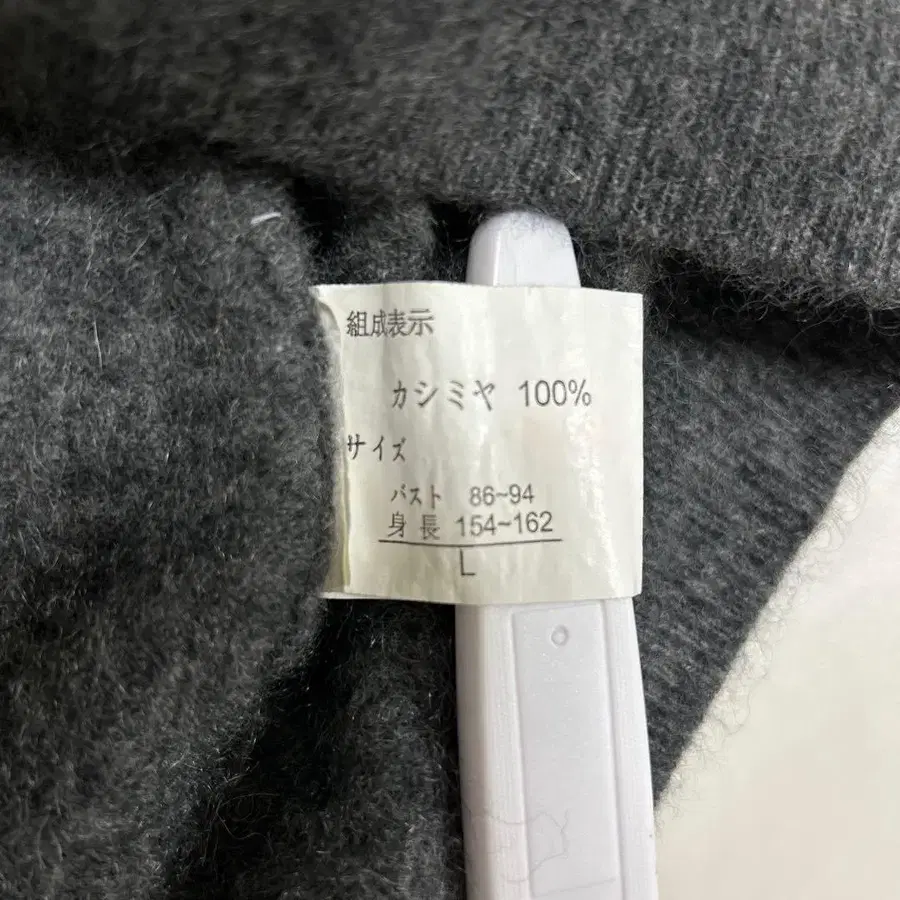 組成表示
カシミヤ 100%
サイズ
バスト 86~94
身長 154~162
L